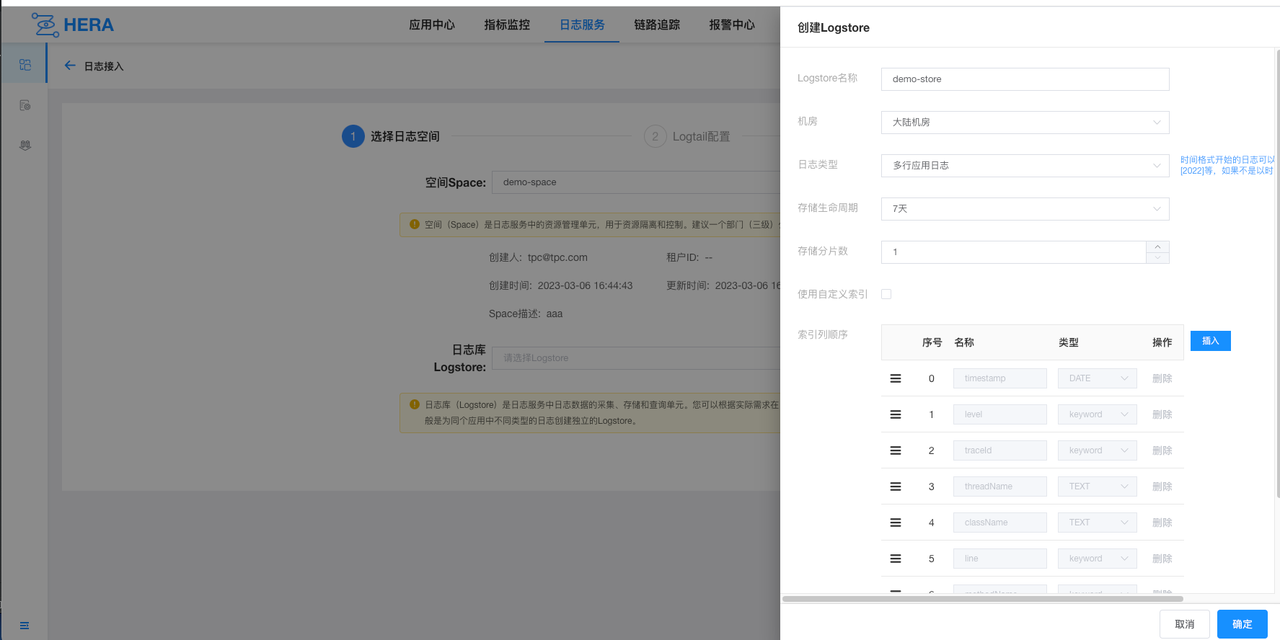 HERA
应用中心 指标监控 日志服务 链路追踪 报警中心
日志接入
1 选择日志空间
2 Logtail配置
空间Space: demo-space
空间（Space）是日志服务中的资源管理单元，用于资源隔离和控制，建议一个部门（三级）
创建人：tpc@tpc.com 租户ID：--
创建时间：2023-03-06 16:44:43 更新时间：2023-03-06 16
Space描述：aaa
日志库
Logstore: 请选择Logstore
日志库（Logstore）是日志服务中日志数据的采集、存储和查询单元。您可以根据实际需求在
般是为同个应用中不同类型的日志创建独立的Logstore。
创建Logstore
Logstore名称 demo-store
机房 大陆机房
日志类型 多行应用日志
时间格式开始的日志可以
[2022]等，如果不是以时
存储生命周期 7天
存储分片数 1
使用自定义索引
索引列顺序
序号 名称 类型 操作
插入
0 timestamp DATE 删除
1 level keyword 删除
2 traceId keyword 删除
3 threadName TEXT 删除
4 className TEXT 删除
5 line keyword 删除
取消 确定